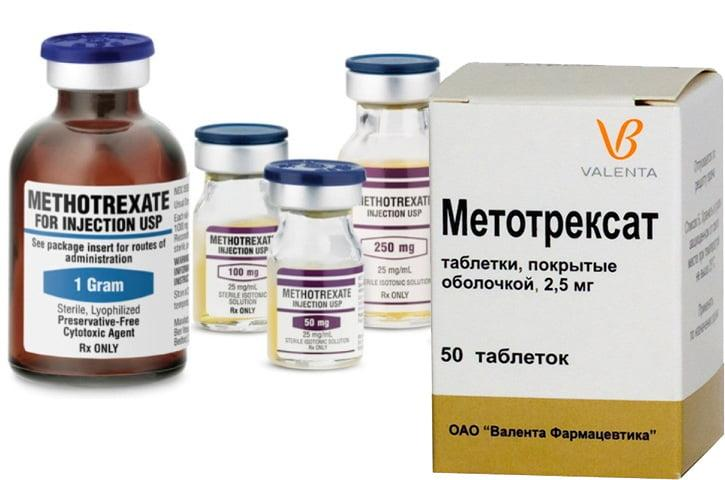 METHOTREXATE
FOR INJECTION USP
See package insert for routes of
administration
1 Gram
Sterile, Lyophilized
Preservative-Free
Cytotoxic Agent
Rx ONLY
METHOTREXATE
INJECTION USP
100 mg
25 mg/mL
STERILE ISOTONIC
SOLUTION
Rx ONLY
METHOTREXATE
INJECTION USP
50 mg
25 mg/mL
STERILE ISOTONIC SOLUTION
Rx ONLY
INJECTION USP
250 mg
25 mg/mL
STERILE ISOTONIC SOLUTION
Rx ONLY
VALENTA
Метотрексат
таблетки, покрытые
оболочкой, 2,5 мг
50 таблеток
ОАО "Валента Фармацевтика"